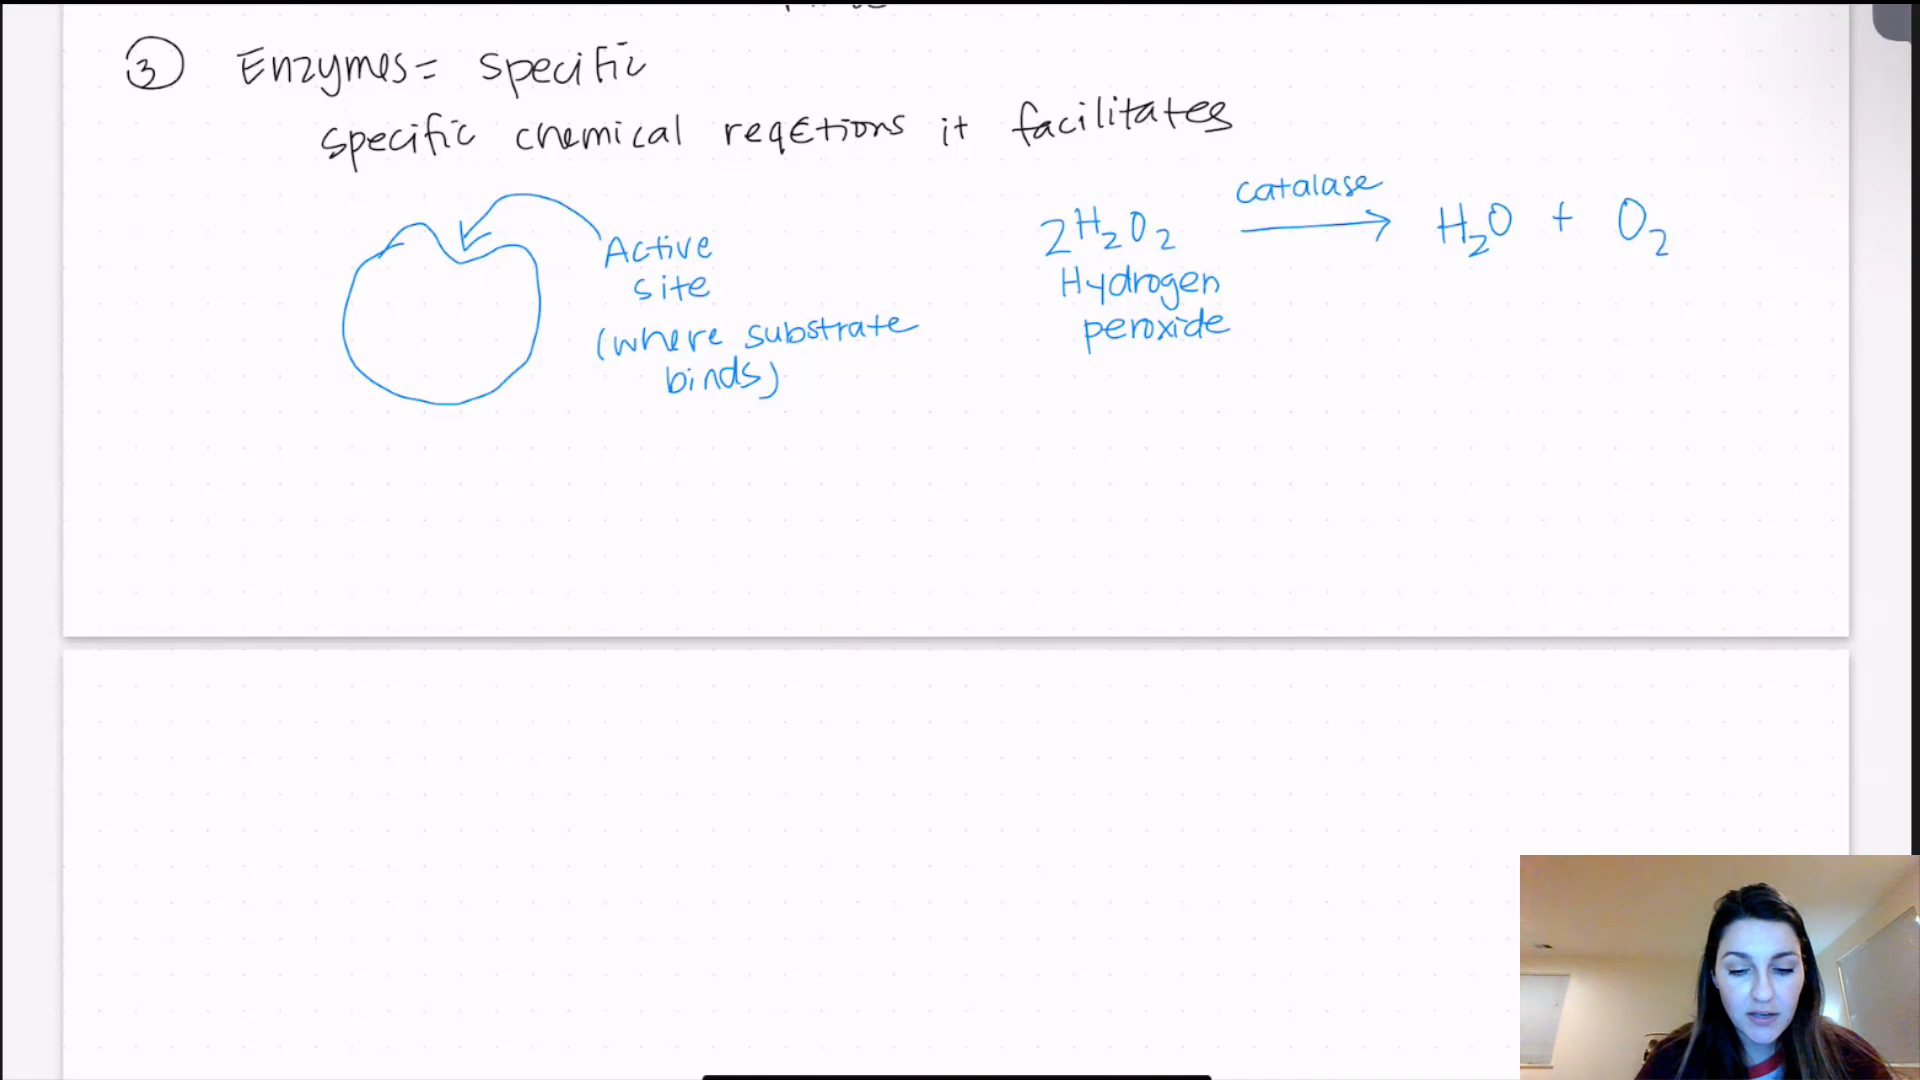 3 Enzymes = specific
specific chemical reactions it facilitates
Active
site
(where substrate
binds)
catalase
2H₂O₂ → H₂O + O₂
Hydrogen
peroxide